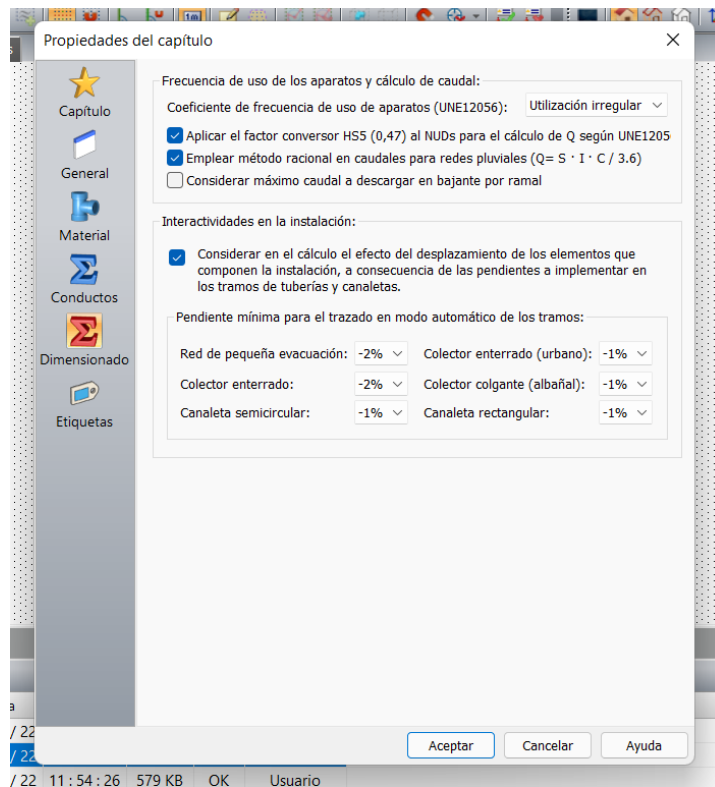 Propiedades del capítulo
Capítulo
General
Material
Conductos
Dimensionado
Etiquetas
Frecuencia de uso de los aparatos y cálculo de caudal:
Coeficiente de frecuencia de uso de aparatos (UNE12056): Utilización irregular
Aplicar el factor conversor HS5 (0,47) al NUDs para el cálculo de Q según UNE1205
Emplear método racional en caudales para redes pluviales (Q= S · I · C / 3.6)
Considerar máximo caudal a descargar en bajante por ramal
Interactividades en la instalación:
Considerar en el cálculo el efecto del desplazamiento de los elementos que
componen la instalación, a consecuencia de las pendientes a implementar en
los tramos de tuberías y canaletas.
Pendiente mínima para el trazado en modo automático de los tramos:
Red de pequeña evacuación: -2% Colector enterrado (urbano): -1%
Colector enterrado: -2% Colector colgante (albañal): -1%
Canaleta semicircular: -1% Canaleta rectangular: -1%
Aceptar Cancelar Ayuda
a
/ 22
/ 22
/ 22 11 : 54 : 26 579 KB OK Usuario